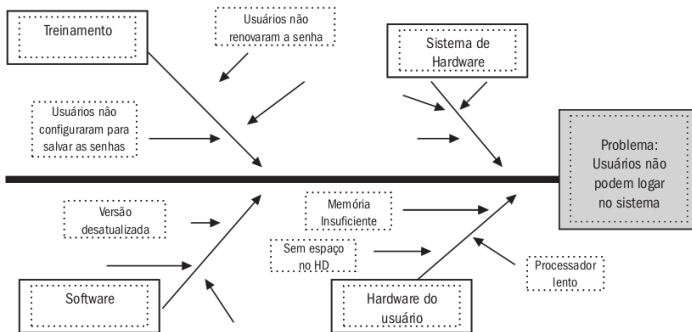 Treinamento
Usuários não
renovaram a senha
Sistema de
Hardware
Usuários não
configuraram para
salvar as senhas
Problema:
Usuários não
podem logar
no sistema
Versão
desatualizada
Memória
Insuficiente
Sem espaço
no HD
Processador
lento
Software
Hardware do
usuário